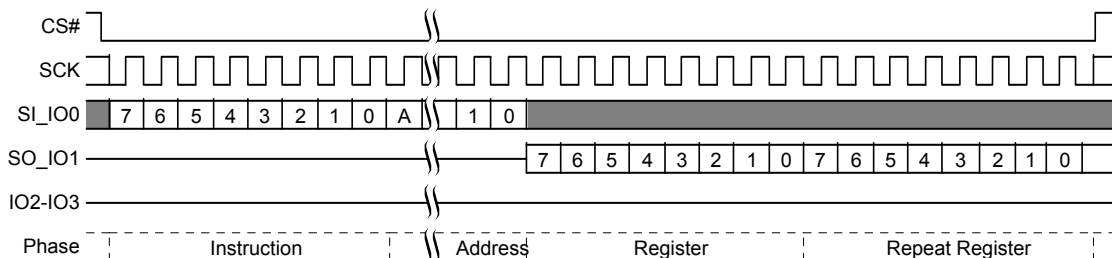 CS#
SCK
SI_IO0 7 6 5 4 3 2 1 0 A 1 0
SO_IO1 7 6 5 4 3 2 1 0 7 6 5 4 3 2 1 0
IO2-IO3
Phase Instruction Address Register Repeat Register